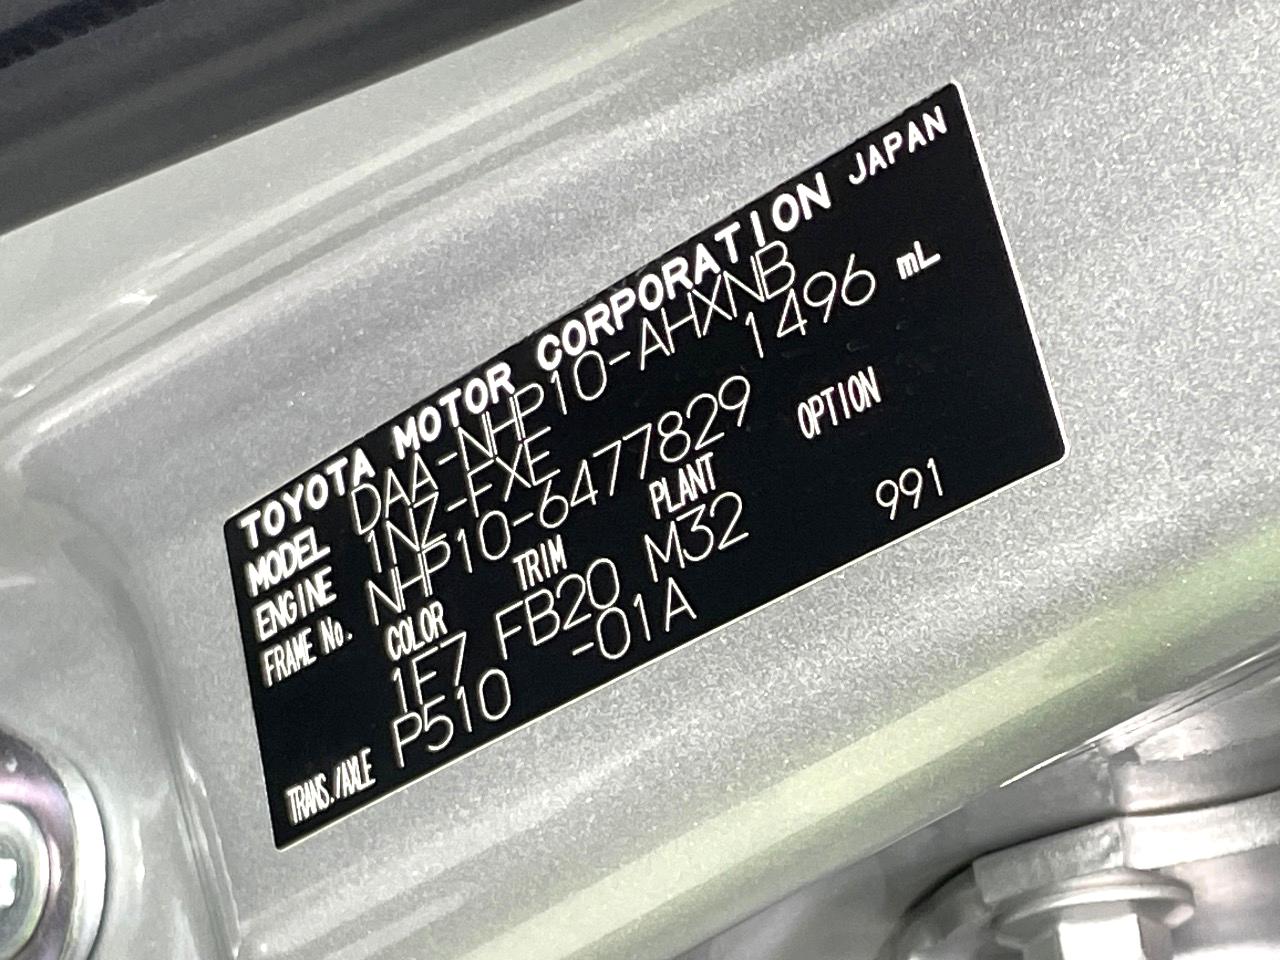 TOYOTA MOTOR CORPORATION JAPAN
MODEL DAA-NHP10-AHXNB
ENGINE 1NZ-FXE 1496 mL
FRAME No. NHP10-6477829
COLOR TRIM PLANT OPTION
1E7 FB20 M32 991
TRANS./AXLE P510 -01A